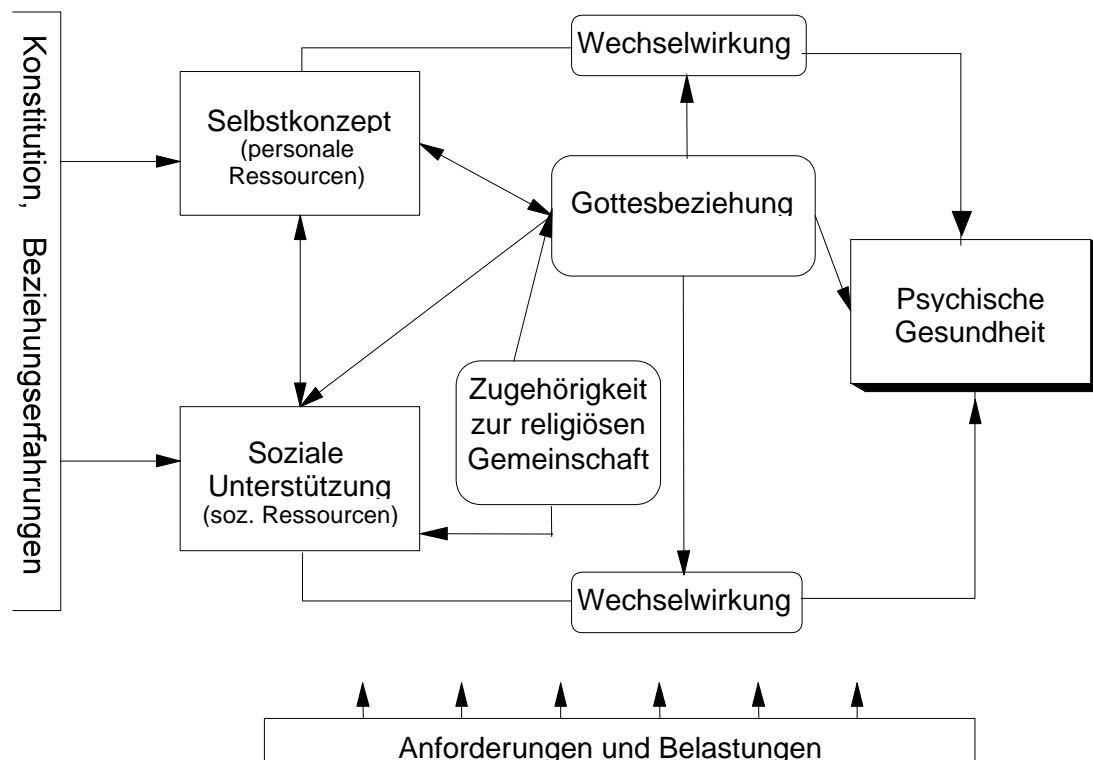 Konstitution, Beziehungserfahrungen
Wechselwirkung
Selbstkonzept
(personale
Ressourcen)
Gottesbeziehung
Psychische
Gesundheit
Zugehörigkeit
zur religiösen
Gemeinschaft
Soziale
Unterstützung
(soz. Ressourcen)
Wechselwirkung
Anforderungen und Belastungen